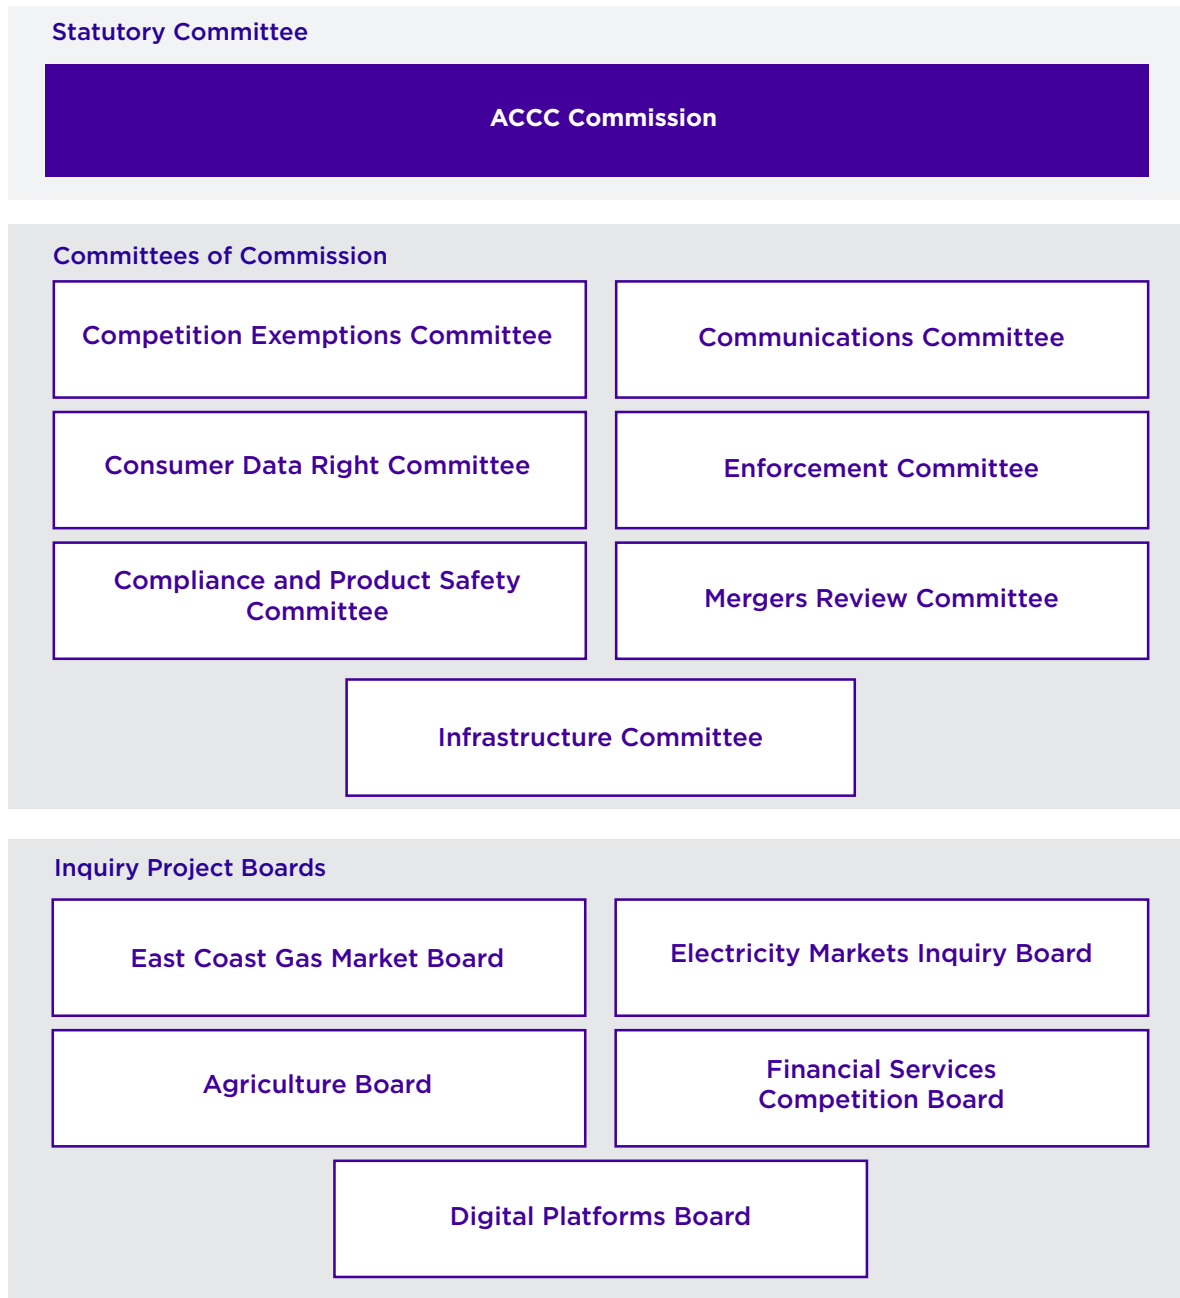 Statutory Committee
ACCC Commission
Committees of Commission
Competition Exemptions Committee
Communications Committee
Consumer Data Right Committee
Enforcement Committee
Compliance and Product Safety
Committee
Mergers Review Committee
Infrastructure Committee
Inquiry Project Boards
East Coast Gas Market Board
Electricity Markets Inquiry Board
Agriculture Board
Financial Services
Competition Board
Digital Platforms Board